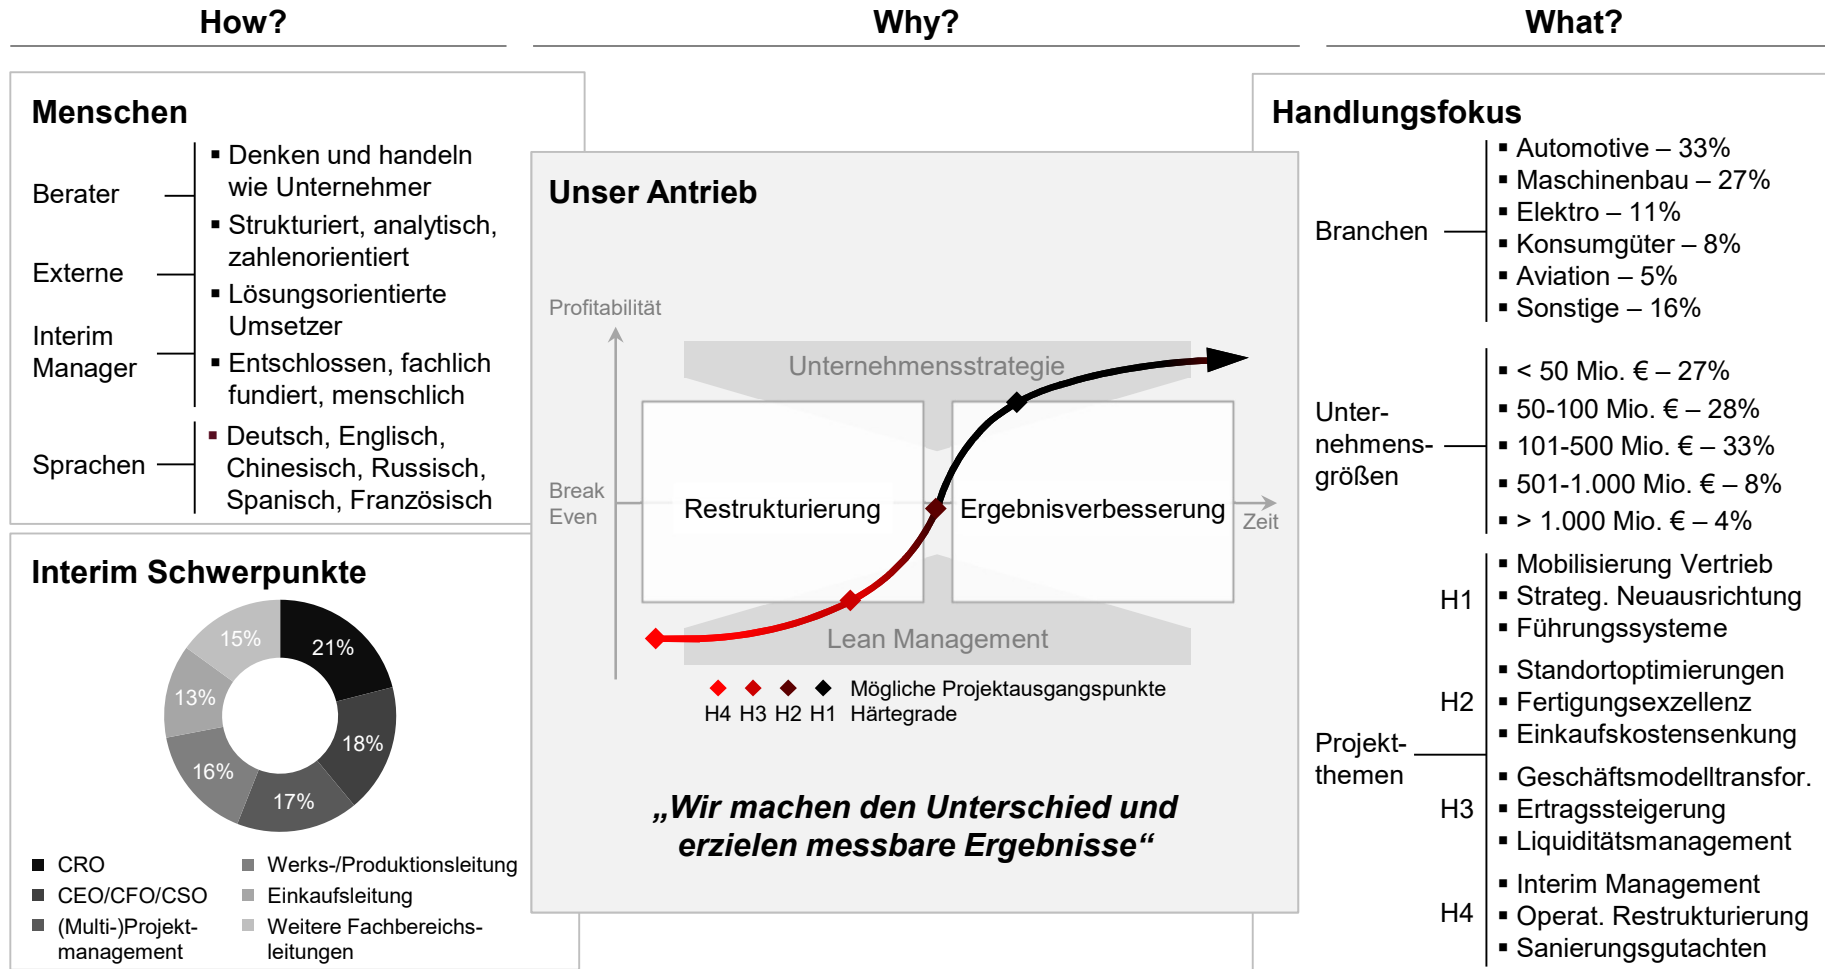 How?
Why?
What?
Menschen
Berater
Externe
Interim
Manager
▪ Denken und handeln
wie Unternehmer
▪ Strukturiert, analytisch,
zahlenorientiert
▪ Lösungsorientierte
Umsetzer
▪ Entschlossen, fachlich
fundiert, menschlich
Sprachen
▪ Deutsch, Englisch,
Chinesisch, Russisch,
Spanisch, Französisch
Interim Schwerpunkte
15%
21%
13%
18%
16%
17%
CRO
CEO/CFO/CSO
(Multi-)Projekt-
management
Werks-/Produktionsleitung
Einkaufsleitung
Weitere Fachbereichs-
leitungen
Unser Antrieb
Profitabilität
Unternehmensstrategie
Break
Even
Restrukturierung
Ergebnisverbesserung
Zeit
Lean Management
H4 H3 H2 H1
Mögliche Projektausgangspunkte
Härtegrade
„Wir machen den Unterschied und
erzielen messbare Ergebnisse“
Handlungsfokus
Branchen
▪ Automotive – 33%
▪ Maschinenbau – 27%
▪ Elektro – 11%
▪ Konsumgüter – 8%
▪ Aviation – 5%
▪ Sonstige – 16%
Unter-
nehmens-
größen
▪ < 50 Mio. € – 27%
▪ 50-100 Mio. € – 28%
▪ 101-500 Mio. € – 33%
▪ 501-1.000 Mio. € – 8%
▪ > 1.000 Mio. € – 4%
Projekt-
themen
H1
▪ Mobilisierung Vertrieb
▪ Strateg. Neuausrichtung
▪ Führungssysteme
H2
▪ Standortoptimierungen
▪ Fertigungsexzellenz
▪ Einkaufskostensenkung
H3
▪ Geschäftsmodelltransfor.
▪ Ertragssteigerung
▪ Liquiditätsmanagement
H4
▪ Interim Management
▪ Operat. Restrukturierung
▪ Sanierungsgutachten